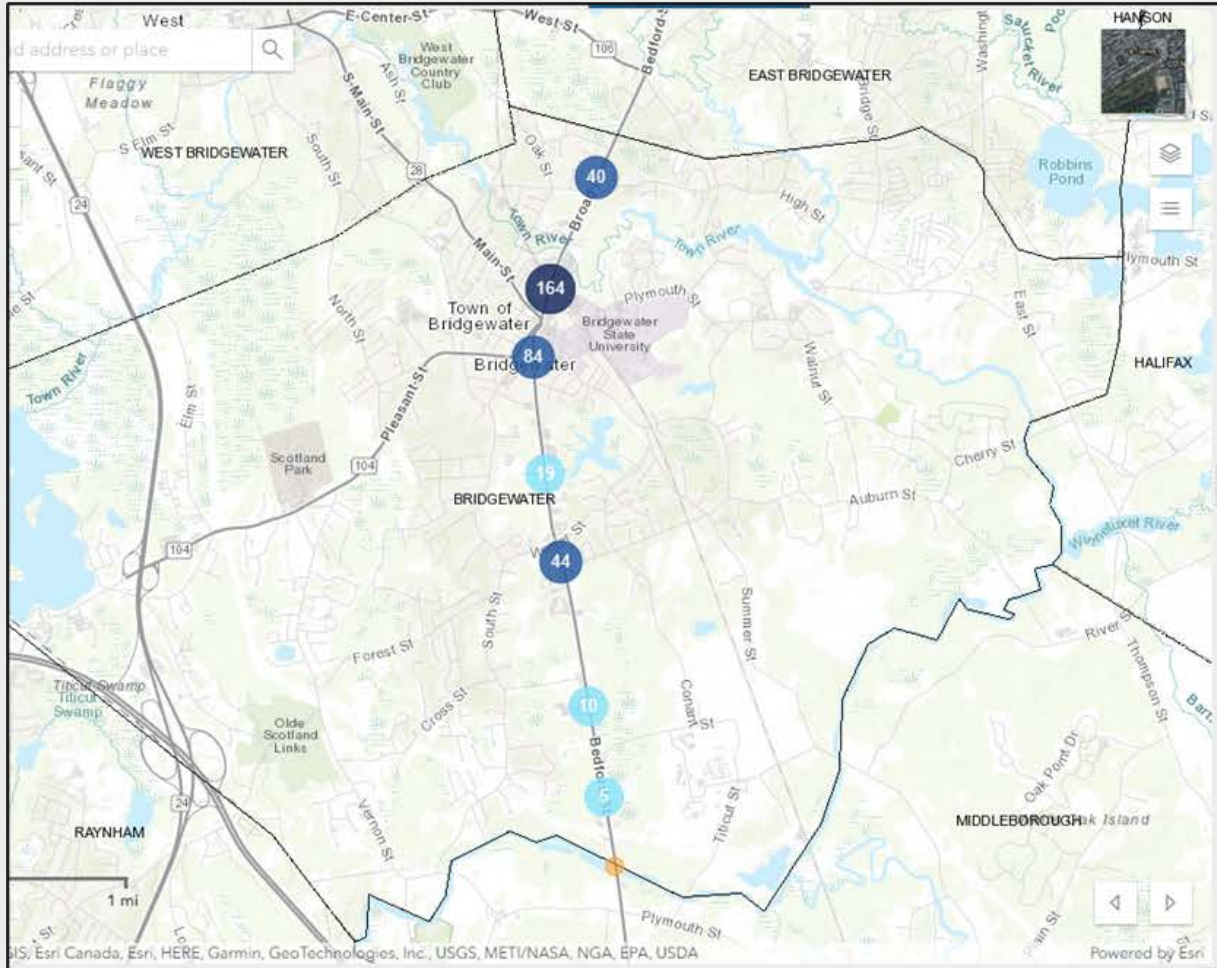 West
E-Center-St
West-St
106
Bedford-S
Washing
Satucket River
Poc
HANSON
d address or place
West
Bridgewater
Country
Club
Ash St
EAST BRIDGEWATER
Bridge St
Flaggy
Meadow
S-Main-St
S Elm St
WEST BRIDGEWATER
South St
Oak St
28
Robbins
Pond
24
40
High St
Broa
Town River
Town River
Main-St
Plymouth St
164
Plymouth St
East St
Town of
Bridgewater
Bridgewater
State
University
North St
84
Bridgewater
Walnut St
HALIFAX
Town River
Elm St
Pleasant-St
Scotland
Park
104
19
Cherry St
BRIDGEWATER
Auburn St
104
44
Winnetuxet River
Summer St
South St
River S
Forest St
Thompson St
Titicut-Swamp
Titicut
Swamp
Cross St
Conant St
10
Olde
Scotland
Links
Bedfo
Oak Point Dr
5
24
Vernon St
Titicut St
RAYNHAM
MIDDLEBOROUGH
Oak Island
1 mi
Plymouth St
Plain St
GIS, Esri Canada, Esri, HERE, Garmin, GeoTechnologies, Inc., USGS, METI/NASA, NGA, EPA, USDA
Powered by Esri